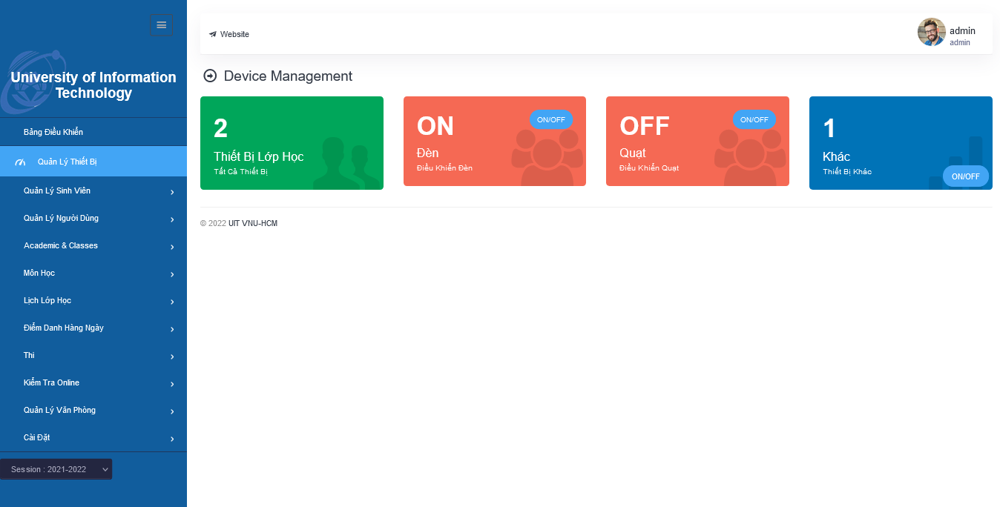 University of Information
Technology
Bảng Điều Khiển
Quản Lý Thiết Bị
Quản Lý Sinh Viên
Quản Lý Người Dùng
Academic & Classes
Môn Học
Lịch Lớp Học
Điểm Danh Hàng Ngày
Thi
Kiểm Tra Online
Quản Lý Văn Phòng
Cài Đặt
Session : 2021-2022
Website
admin
admin
Device Management
2
Thiết Bị Lớp Học
Tất Cả Thiết Bị
ON
ON/OFF
Đèn
Điều Khiển Đèn
OFF
ON/OFF
Quạt
Điều Khiển Quạt
1
Khác
Thiết Bị Khác
ON/OFF
© 2022 UIT VNU-HCM